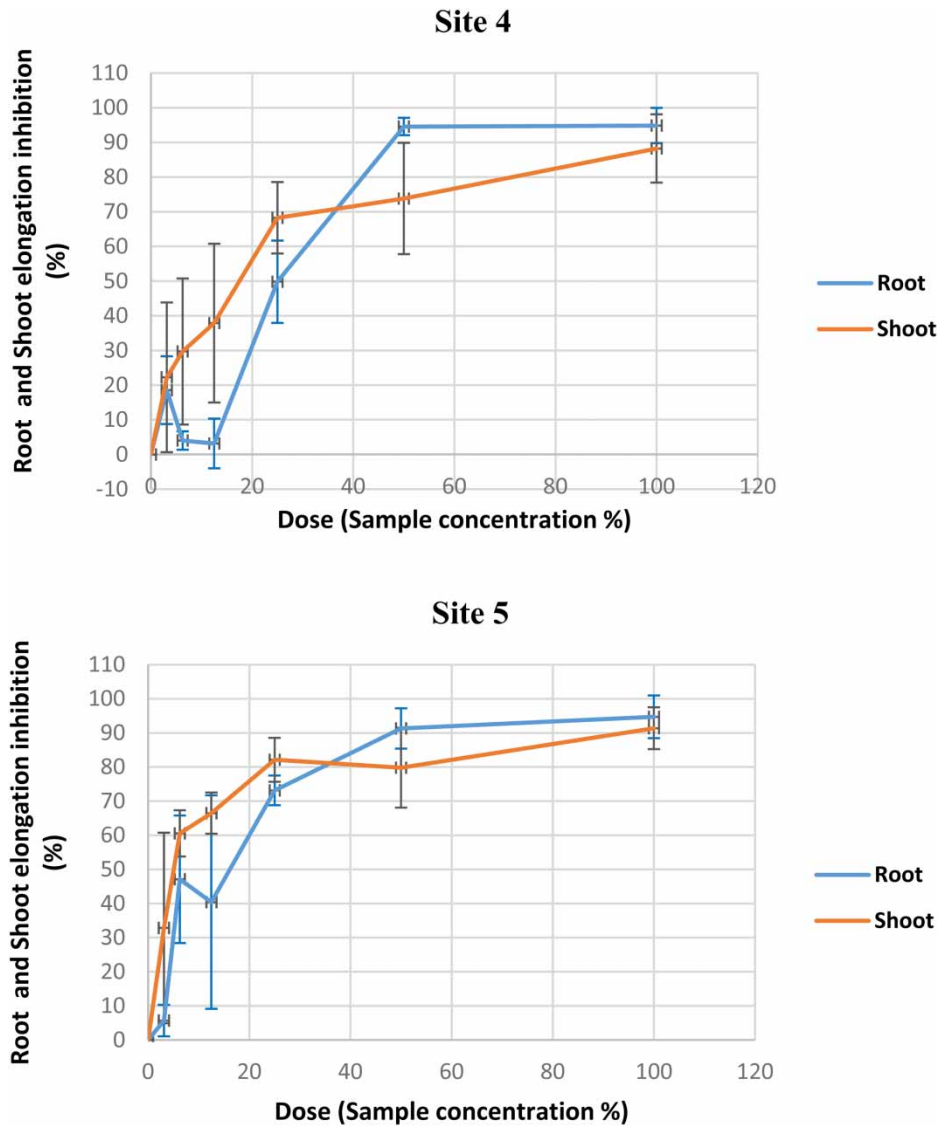 Site 4
Root and Shoot elongation inhibition
(%)
110
100
90
80
70
60
50
40
30
20
10
0
-10
0 20 40 60 80 100 120
Dose (Sample concentration %)
Root
Shoot
Site 5
Root and Shoot elongation inhibition
(%)
110
100
90
80
70
60
50
40
30
20
10
0
0 20 40 60 80 100 120
Dose (Sample concentration %)
Root
Shoot